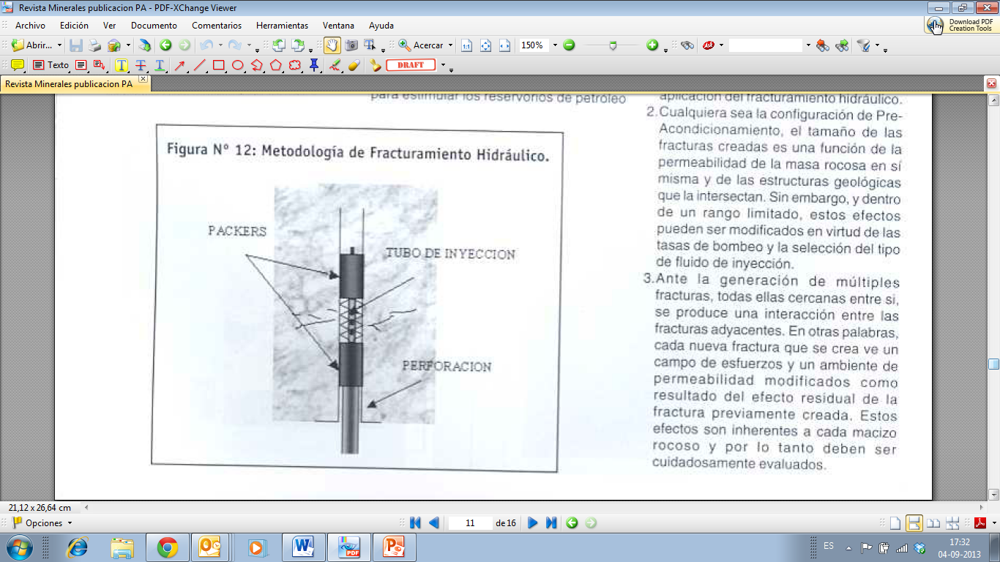 Revista Minerales publicacion PA - PDF-XChange Viewer
Archivo Edición Ver Documento Comentarios Herramientas Ventana Ayuda
Download PDF
Creation Tools
Abrir... Acercar 150%
Texto DRAFT
Revista Minerales publicacion PA
para estimular los reservorios de petróleo
Figura Nº 12: Metodología de Fracturamiento Hidráulico.
PACKERS
TUBO DE INYECCION
PERFORACION
aplicación del fracturamiento hidráulico.
2. Cualquiera sea la configuración de Pre-
Acondicionamiento, el tamaño de las
fracturas creadas es una función de la
permeabilidad de la masa rocosa en sí
misma y de las estructuras geológicas
que la intersectan. Sin embargo, y dentro
de un rango limitado, estos efectos
pueden ser modificados en virtud de las
tasas de bombeo y la selección del tipo
de fluido de inyección.
3. Ante la generación de múltiples
fracturas, todas ellas cercanas entre si,
se produce una interacción entre las
fracturas adyacentes. En otras palabras,
cada nueva fractura que se crea ve un
campo de esfuerzos y un ambiente de
permeabilidad modificados como
resultado del efecto residual de la
fractura previamente creada. Estos
efectos son inherentes a cada macizo
rocoso y por lo tanto deben ser
cuidadosamente evaluados.
21,12 x 26,64 cm
Opciones 11 de 16
ES 17:32
04-09-2013